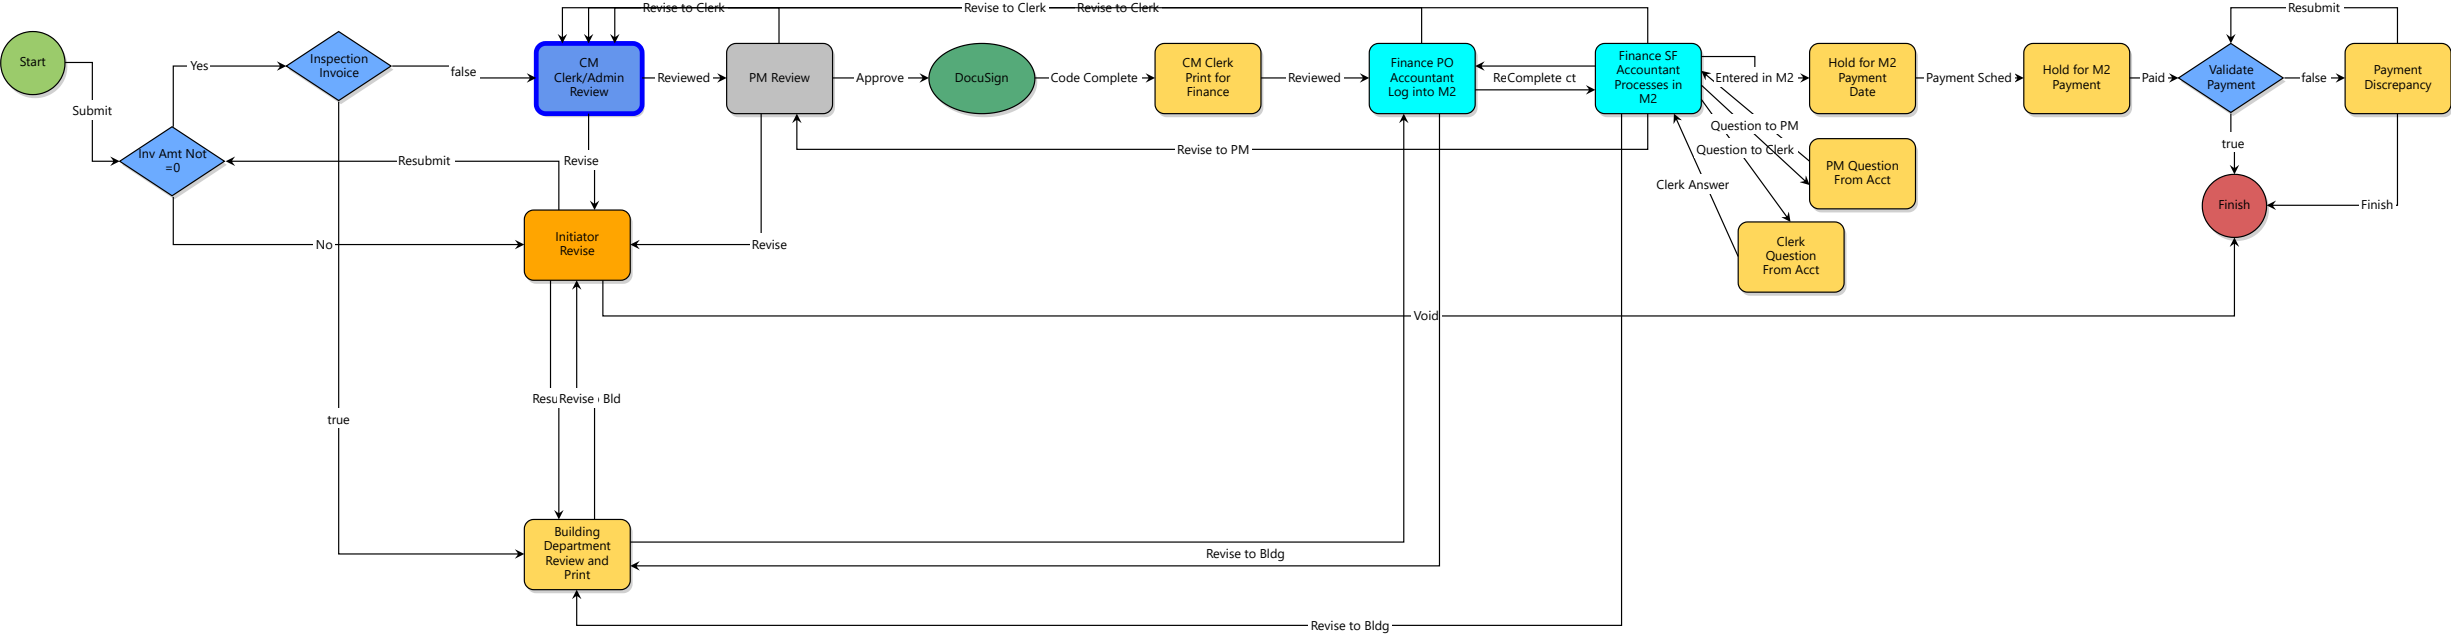 Revise to Clerk
Revise to Clerk
Revise to Clerk
Resubmit
Start
Submit
Yes
Inspection
Invoice
false
CM
Clerk/Admin
Review
Reviewed
PM Review
Approve
DocuSign
Code Complete
CM Clerk
Print for
Finance
Reviewed
Finance PO
Accountant
Log into M2
ReComplete ct
Finance SF
Accountant
Processes in
M2
Entered in M2
Hold for M2
Payment
Date
Payment Sched
Hold for M2
Payment
Paid
Validate
Payment
false
Payment
Discrepancy
Inv Amt Not
=0
Resubmit
Revise
Revise to PM
Question to PM
Question to Clerk
PM Question
From Acct
true
Clerk Answer
Finish
Finish
No
Initiator
Revise
Revise
Clerk
Question
From Acct
Void
Revise
Bld
true
Building
Department
Review and
Print
Revise to Bldg
Revise to Bldg